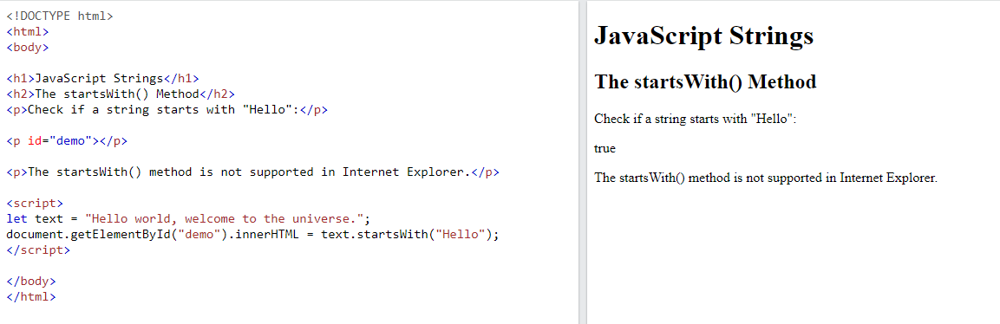 <!DOCTYPE html>
<html>
<body>
<h1>JavaScript Strings</h1>
<h2>The startsWith() Method</h2>
<p>Check if a string starts with "Hello":</p>
<p id="demo"></p>
<p>The startsWith() method is not supported in Internet Explorer.</p>
<script>
let text = "Hello world, welcome to the universe.";
document.getElementById("demo").innerHTML = text.startsWith("Hello");
</script>
</body>
</html>
JavaScript Strings
The startsWith() Method
Check if a string starts with "Hello":
true
The startsWith() method is not supported in Internet Explorer.